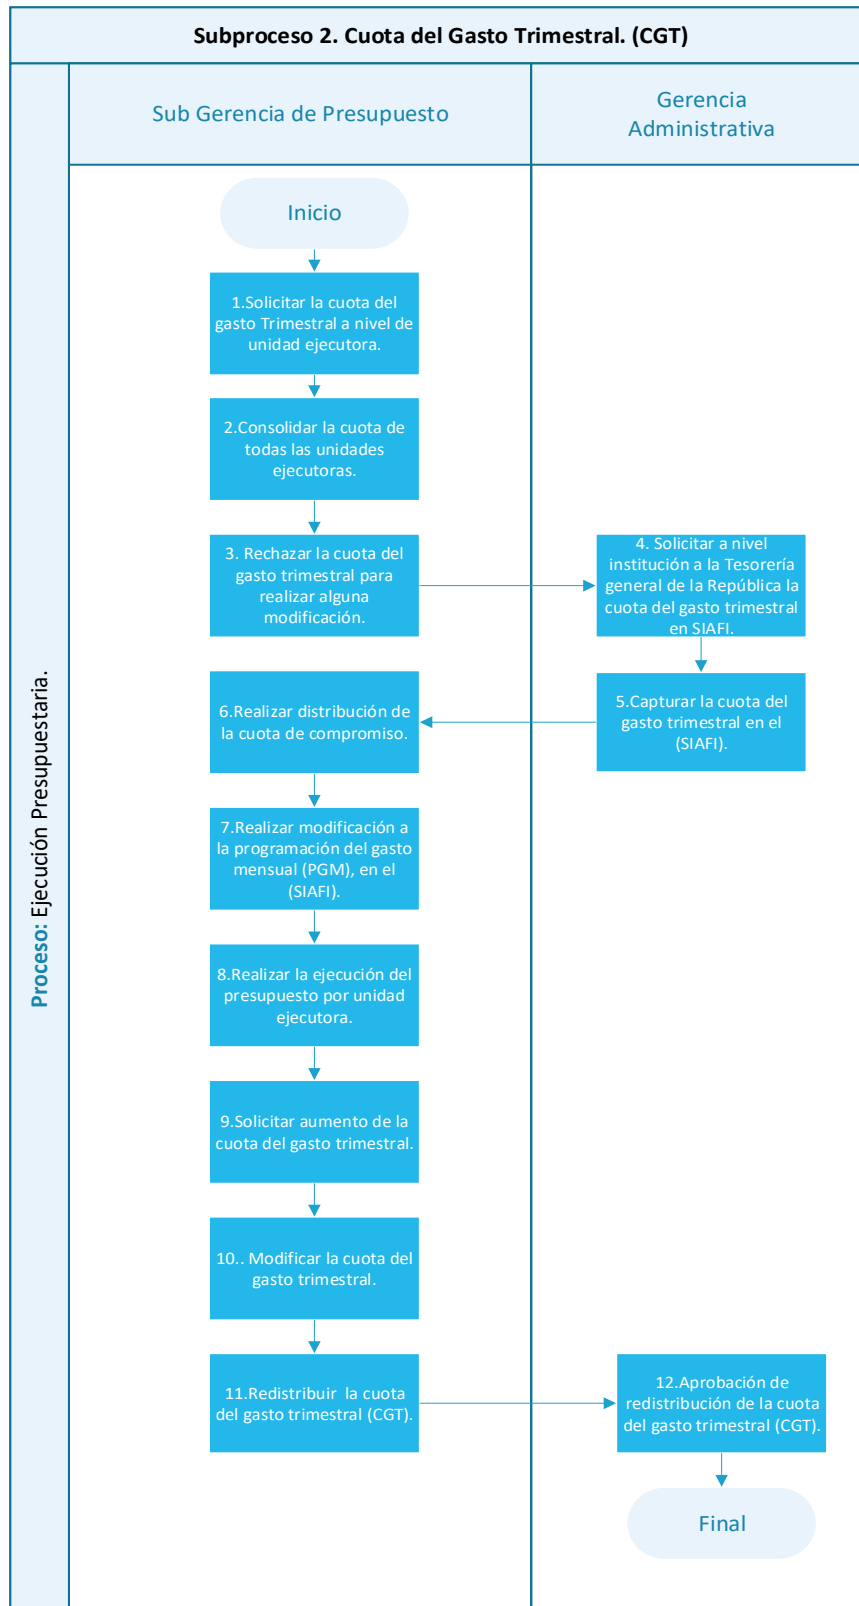 Subproceso 2. Cuota del Gasto Trimestral. (CGT)
Proceso: Ejecución Presupuestaria.
Sub Gerencia de Presupuesto
Gerencia
Administrativa
Inicio
1.Solicitar la cuota del
gasto Trimestral a nivel de
unidad ejecutora.
2.Consolidar la cuota de
todas las unidades
ejecutoras.
3. Rechazar la cuota del
gasto trimestral para
realizar alguna
modificación.
4. Solicitar a nivel
institución a la Tesorería
general de la República la
cuota del gasto trimestral
en SIAFI.
5.Capturar la cuota del
gasto trimestral en el
(SIAFI).
6.Realizar distribución de
la cuota de compromiso.
7.Realizar modificación a
la programación del gasto
mensual (PGM), en el
(SIAFI).
8.Realizar la ejecución del
presupuesto por unidad
ejecutora.
9.Solicitar aumento de la
cuota del gasto trimestral.
10.. Modificar la cuota del
gasto trimestral.
11.Redistribuir la cuota
del gasto trimestral (CGT).
12.Aprobación de
redistribución de la cuota
del gasto trimestral (CGT).
Final